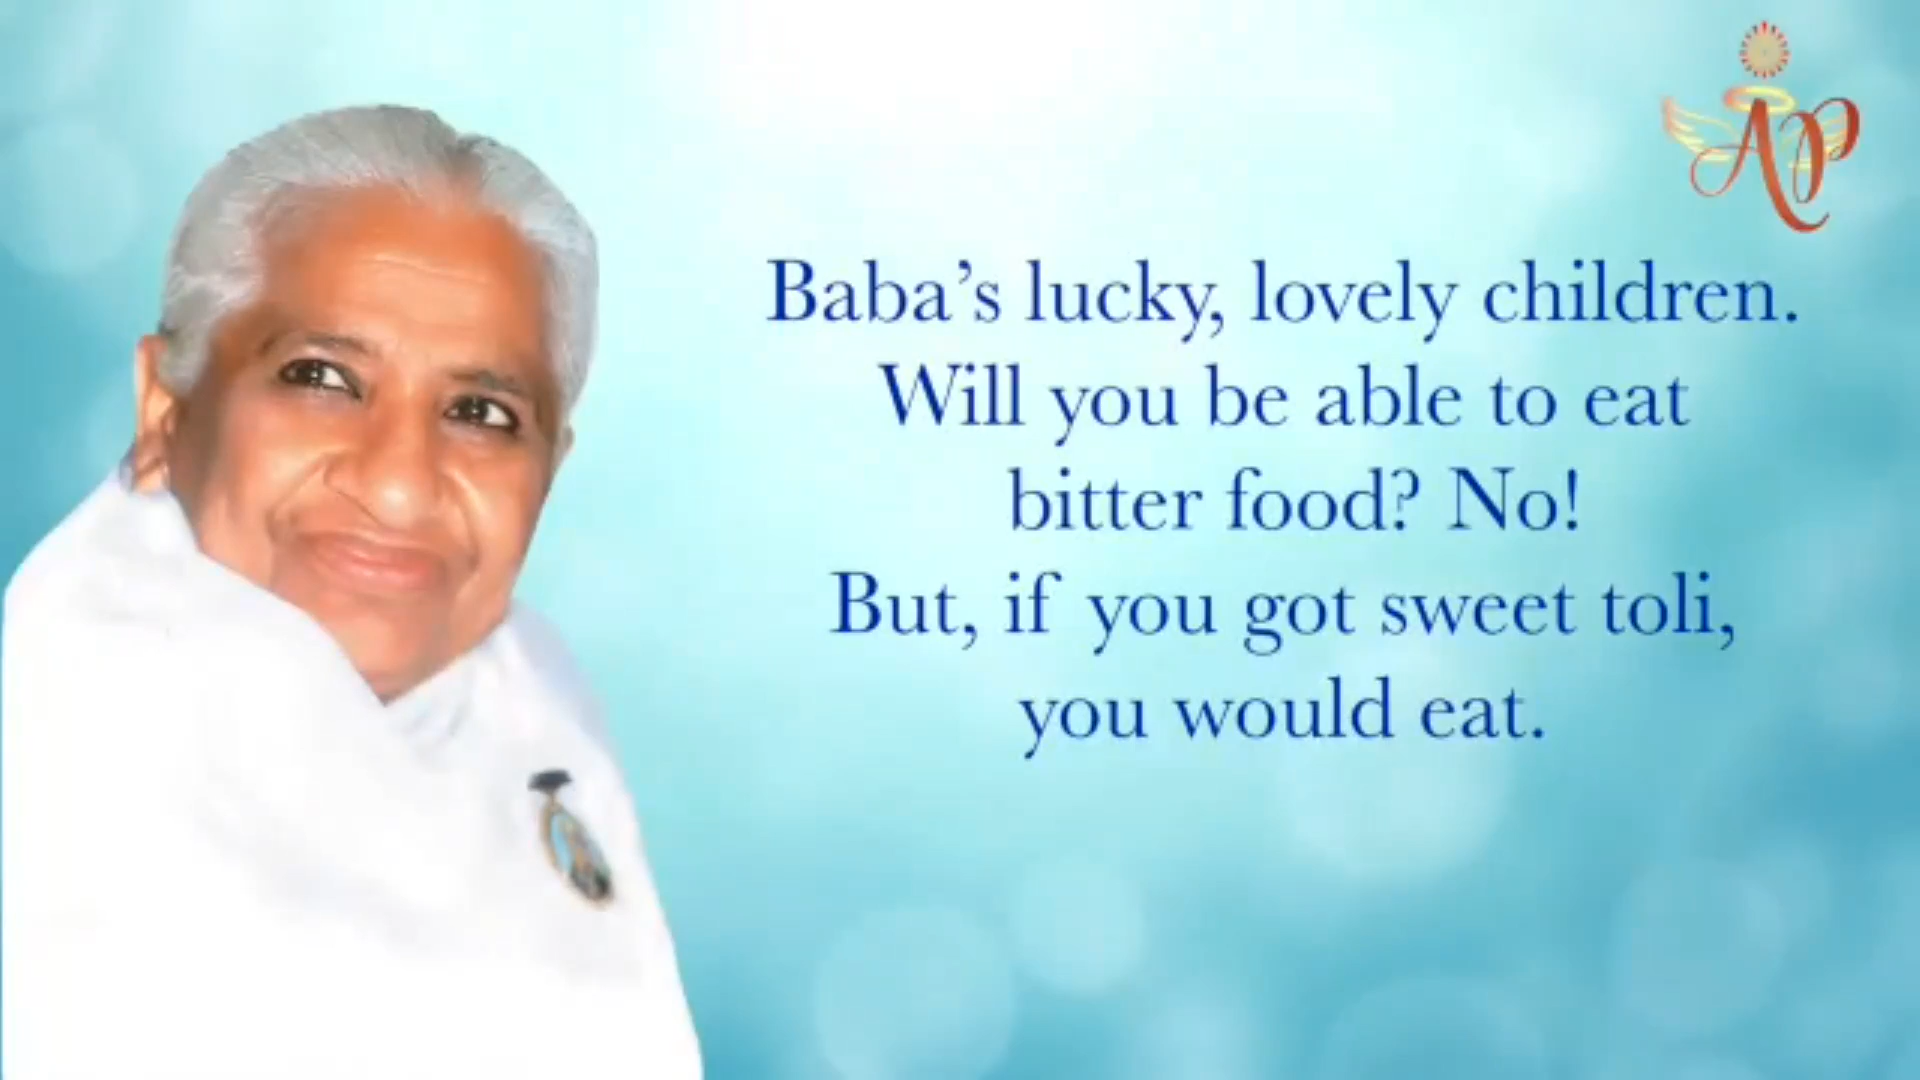 AP
Baba's lucky, lovely children.
Will you be able to eat
bitter food? No!
But, if you got sweet toli,
you would eat.